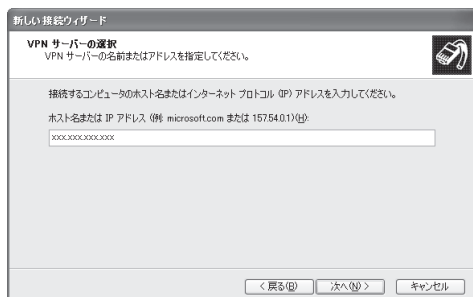 新しい接続ウィザード
VPN サーバーの選択
VPN サーバーの名前またはアドレスを指定してください。
接続するコンピュータのホスト名またはインターネット プロトコル (IP) アドレスを入力してください。
ホスト名または IP アドレス (例: microsoft.com または 157.54.0.1)(H):
xxx.xxx.xxx.xxx
< 戻る(B)
次へ(N) >
キャンセル